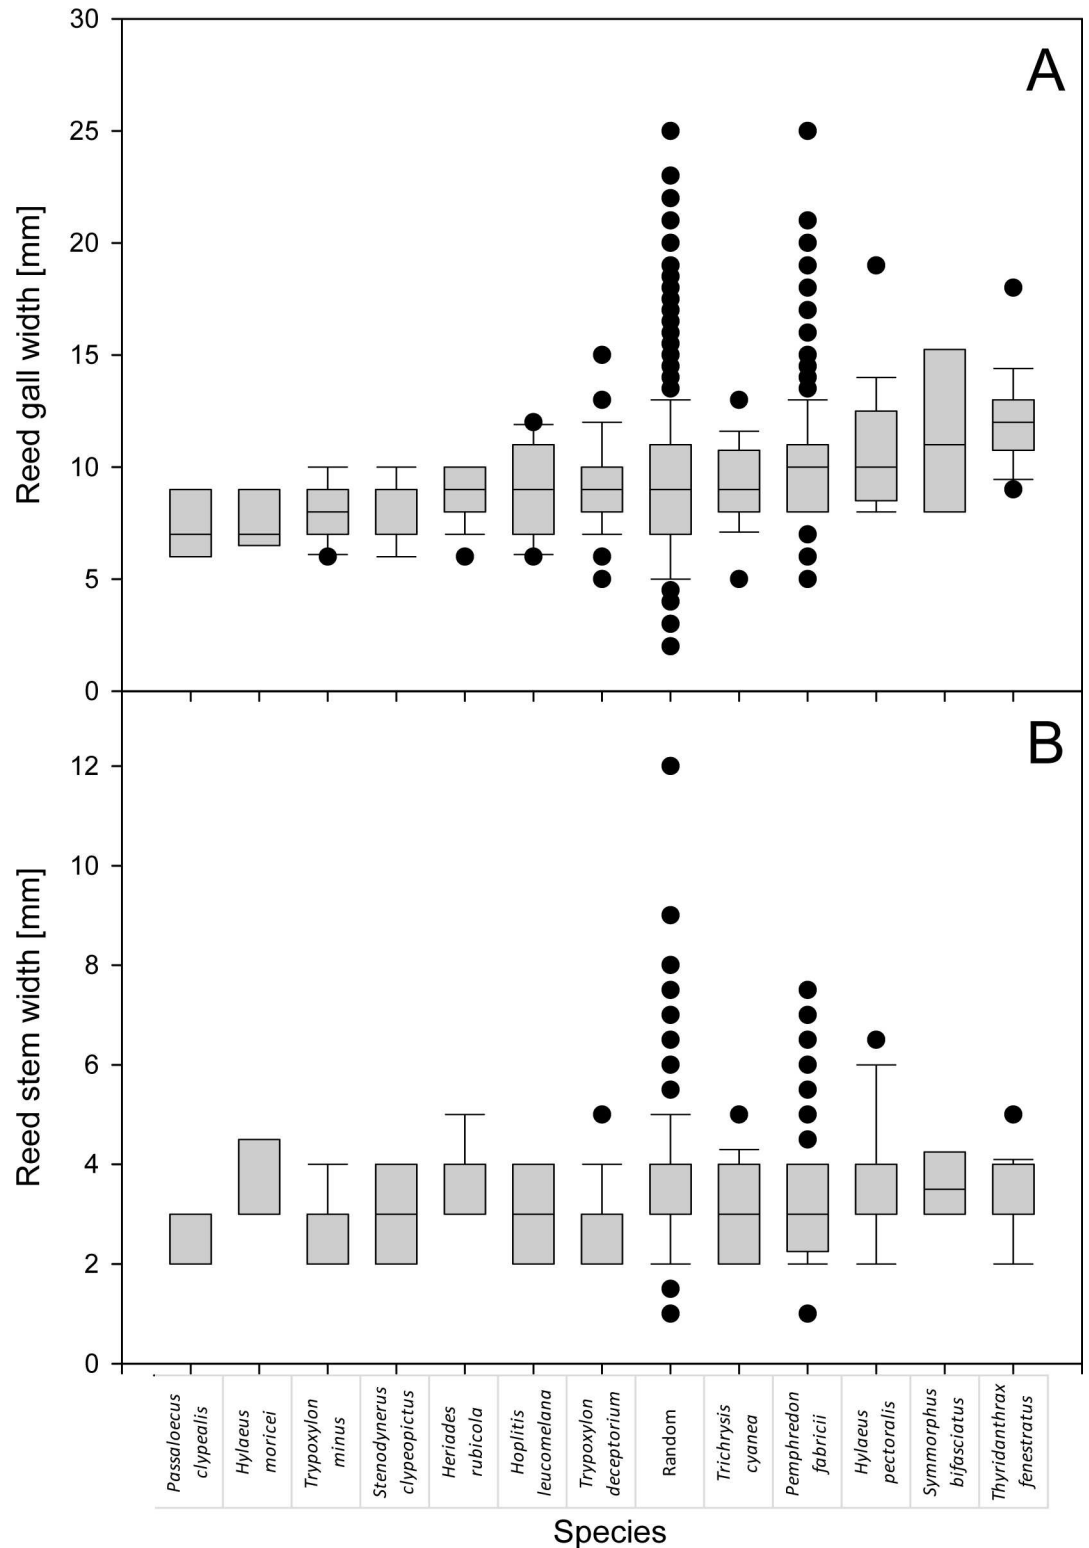 A
Reed gall width [mm]
30
25
20
15
10
5
0
B
Reed stem width [mm]
12
10
8
6
4
2
0
Passaloecus
clypealis
Hylaeus
moricei
Trypoxylon
minus
Stenodynerus
clypeopictus
Heriades
rubicola
Hoplitis
leucomelana
Trypoxylon
deceptorium
Random
Trichrysis
cyanea
Pemphredon
fabricii
Hylaeus
pectoralis
Symmorphus
bifasciatus
Thyridanthrax
fenestratus
Species